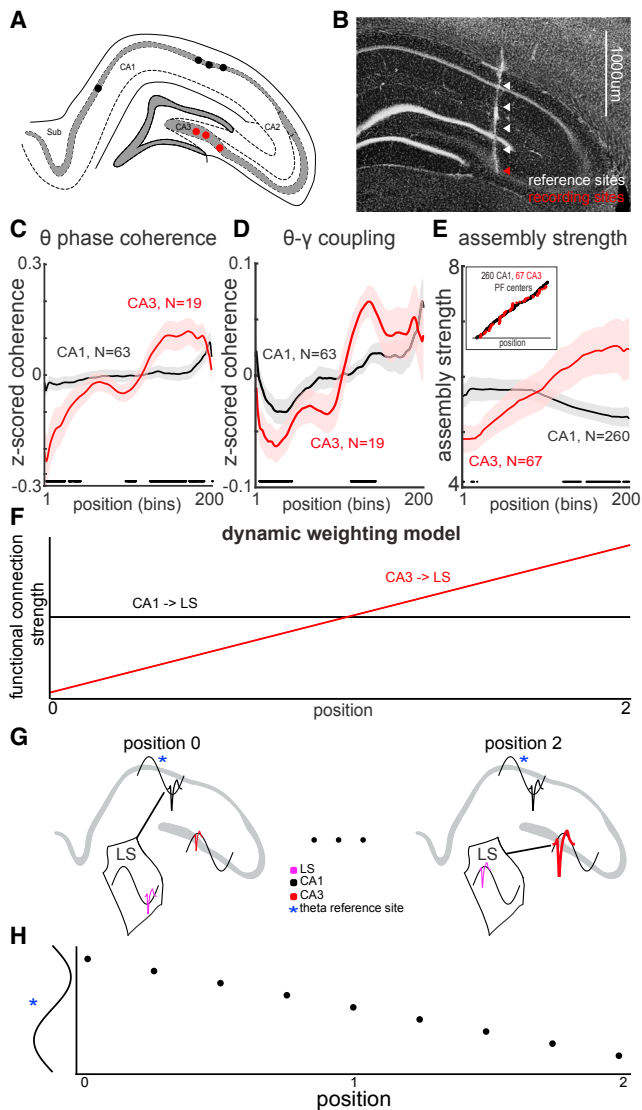 A
CA1
Sub
CA3
CA2
B
1000um
reference sites
recording sites
C θ phase coherence
z-scored coherence
0.3
0
-0.3
CA3, N=19
CA1, N=63
1 position (bins) 200
D θ-γ coupling
z-scored coherence
0.1
0
-0.1
CA1, N=63
CA3, N=19
1 position (bins) 200
E assembly strength
assembly strength
8
4
260 CA1, 67 CA3
PF centers
position
CA1, N=260
CA3, N=67
1 position (bins) 200
F
dynamic weighting model
functional connection
strength
CA3 -> LS
CA1 -> LS
0 position 2
G
position 0
*
LS
LS
CA1
CA3
* theta reference site
position 2
*
LS
H
*
0 1 2
position